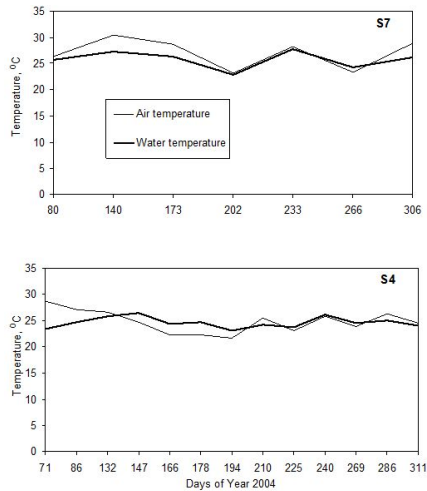 S7
35
30
25
20
15
10
5
0
Temperature, ⁰C
Air temperature
Water temperature
80 140 173 202 233 266 306
S4
35
30
25
20
15
10
5
0
Temperature, ⁰C
71 86 132 147 166 178 194 210 225 240 269 286 311
Days of Year 2004